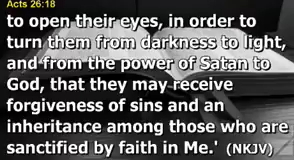 Acts 26:18
to open their eyes, in order to
turn them from darkness to light,
and from the power of Satan to
God, that they may receive
forgiveness of sins and an
inheritance among those who are
sanctified by faith in Me.' (NKJV)